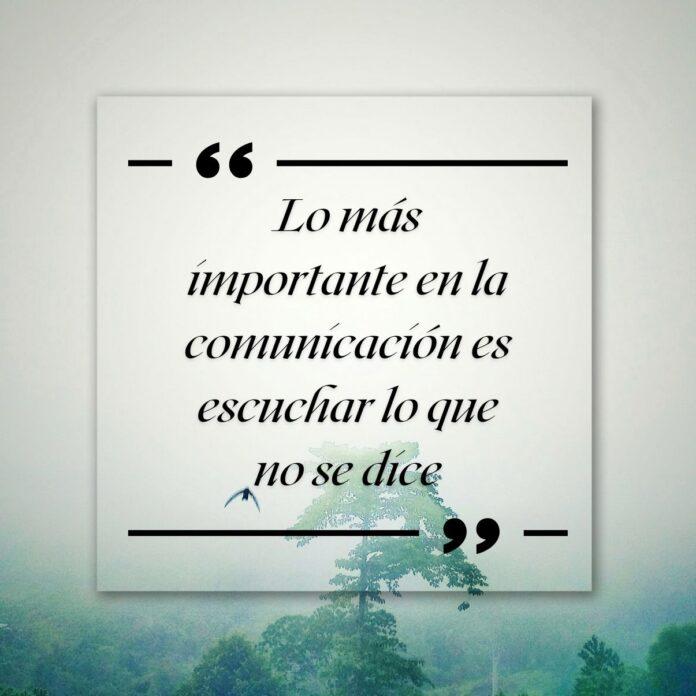 “
Lo más
importante en la
comunicación es
escuchar lo que
no se dice
”